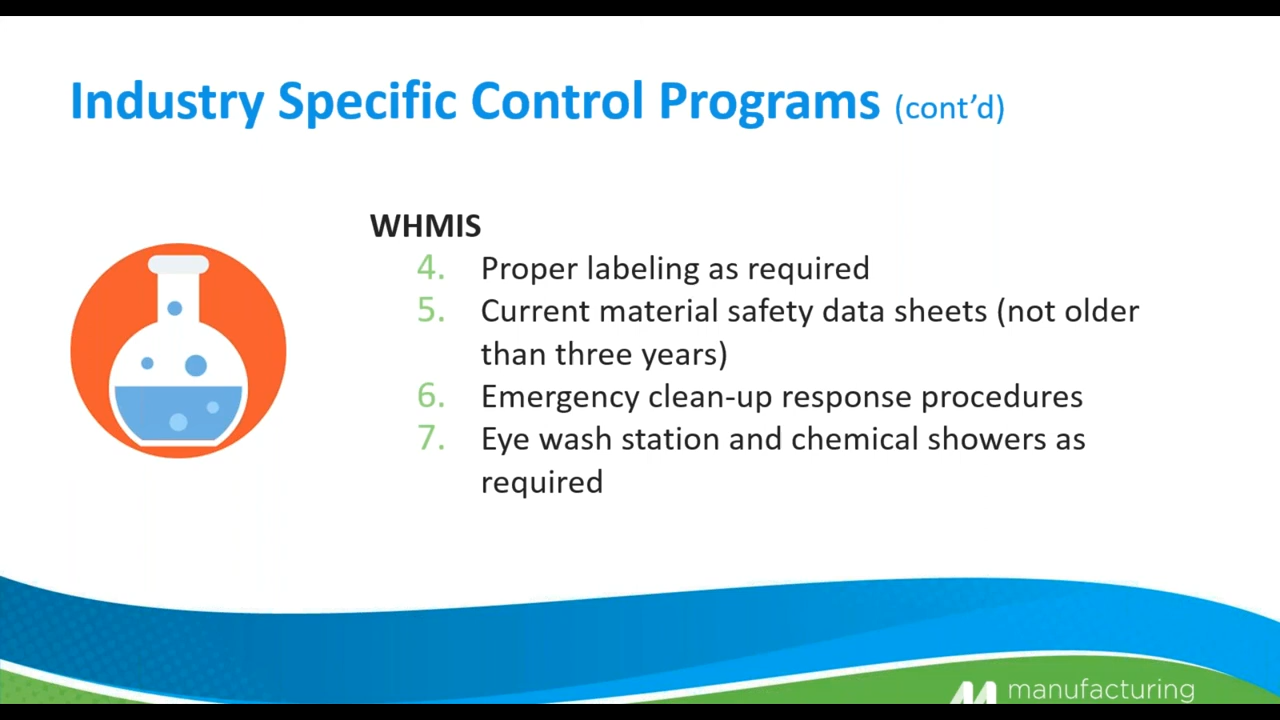 Industry Specific Control Programs (cont’d)
WHMIS
4. Proper labeling as required
5. Current material safety data sheets (not older
than three years)
6. Emergency clean-up response procedures
7. Eye wash station and chemical showers as
required
manufacturing